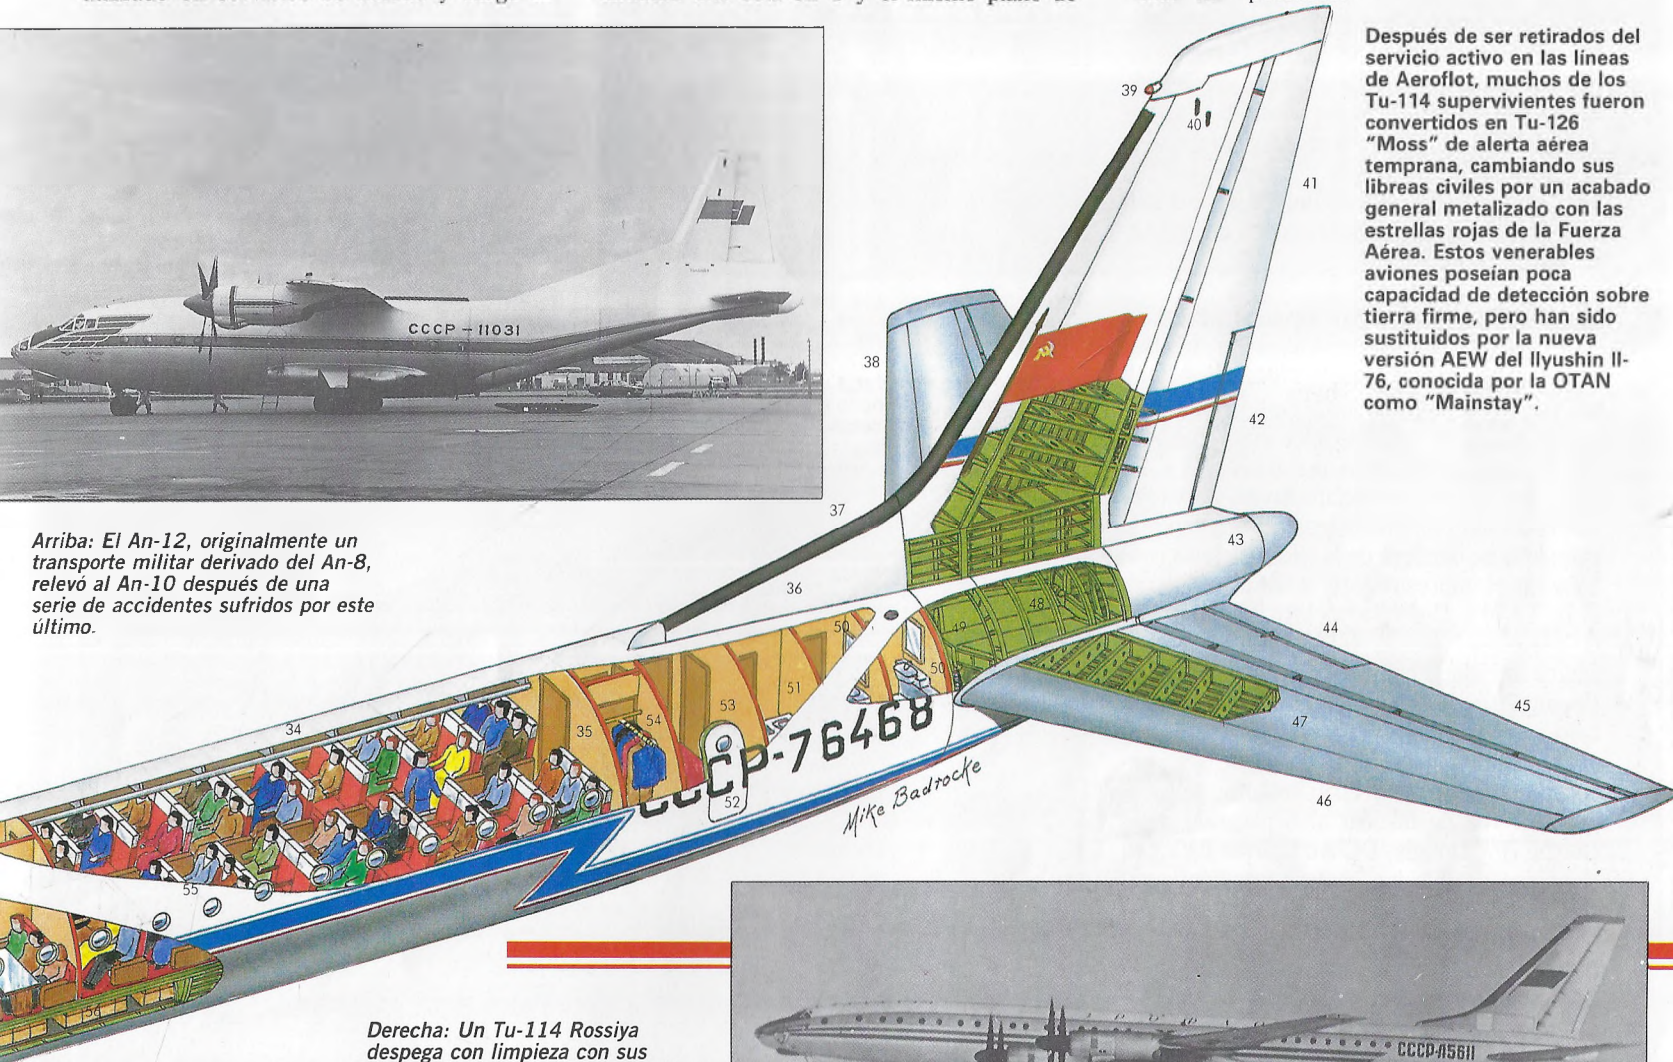 Después de ser retirados del
servicio activo en las líneas
de Aeroflot, muchos de los
Tu-114 supervivientes fueron
convertidos en Tu-126
"Moss" de alerta aérea
temprana, cambiando sus
libreas civiles por un acabado
general metalizado con las
estrellas rojas de la Fuerza
Aérea. Estos venerables
aviones poseían poca
capacidad de detección sobre
tierra firme, pero han sido
sustituidos por la nueva
versión AEW del Ilyushin Il-
76, conocida por la OTAN
como "Mainstay".
39
40
41
CCCP-11031
38
42
37
43
Arriba: El An-12, originalmente un
transporte militar derivado del An-8,
relevó al An-10 después de una
serie de accidentes sufridos por este
último.
36
48
49
50
44
50
51
53
54
35
34
47
45
CCCP-76468
52
46
Mike Badrocke
55
56
Derecha: Un Tu-114 Rossiya
despega con limpieza con sus
CCCP-Л5611